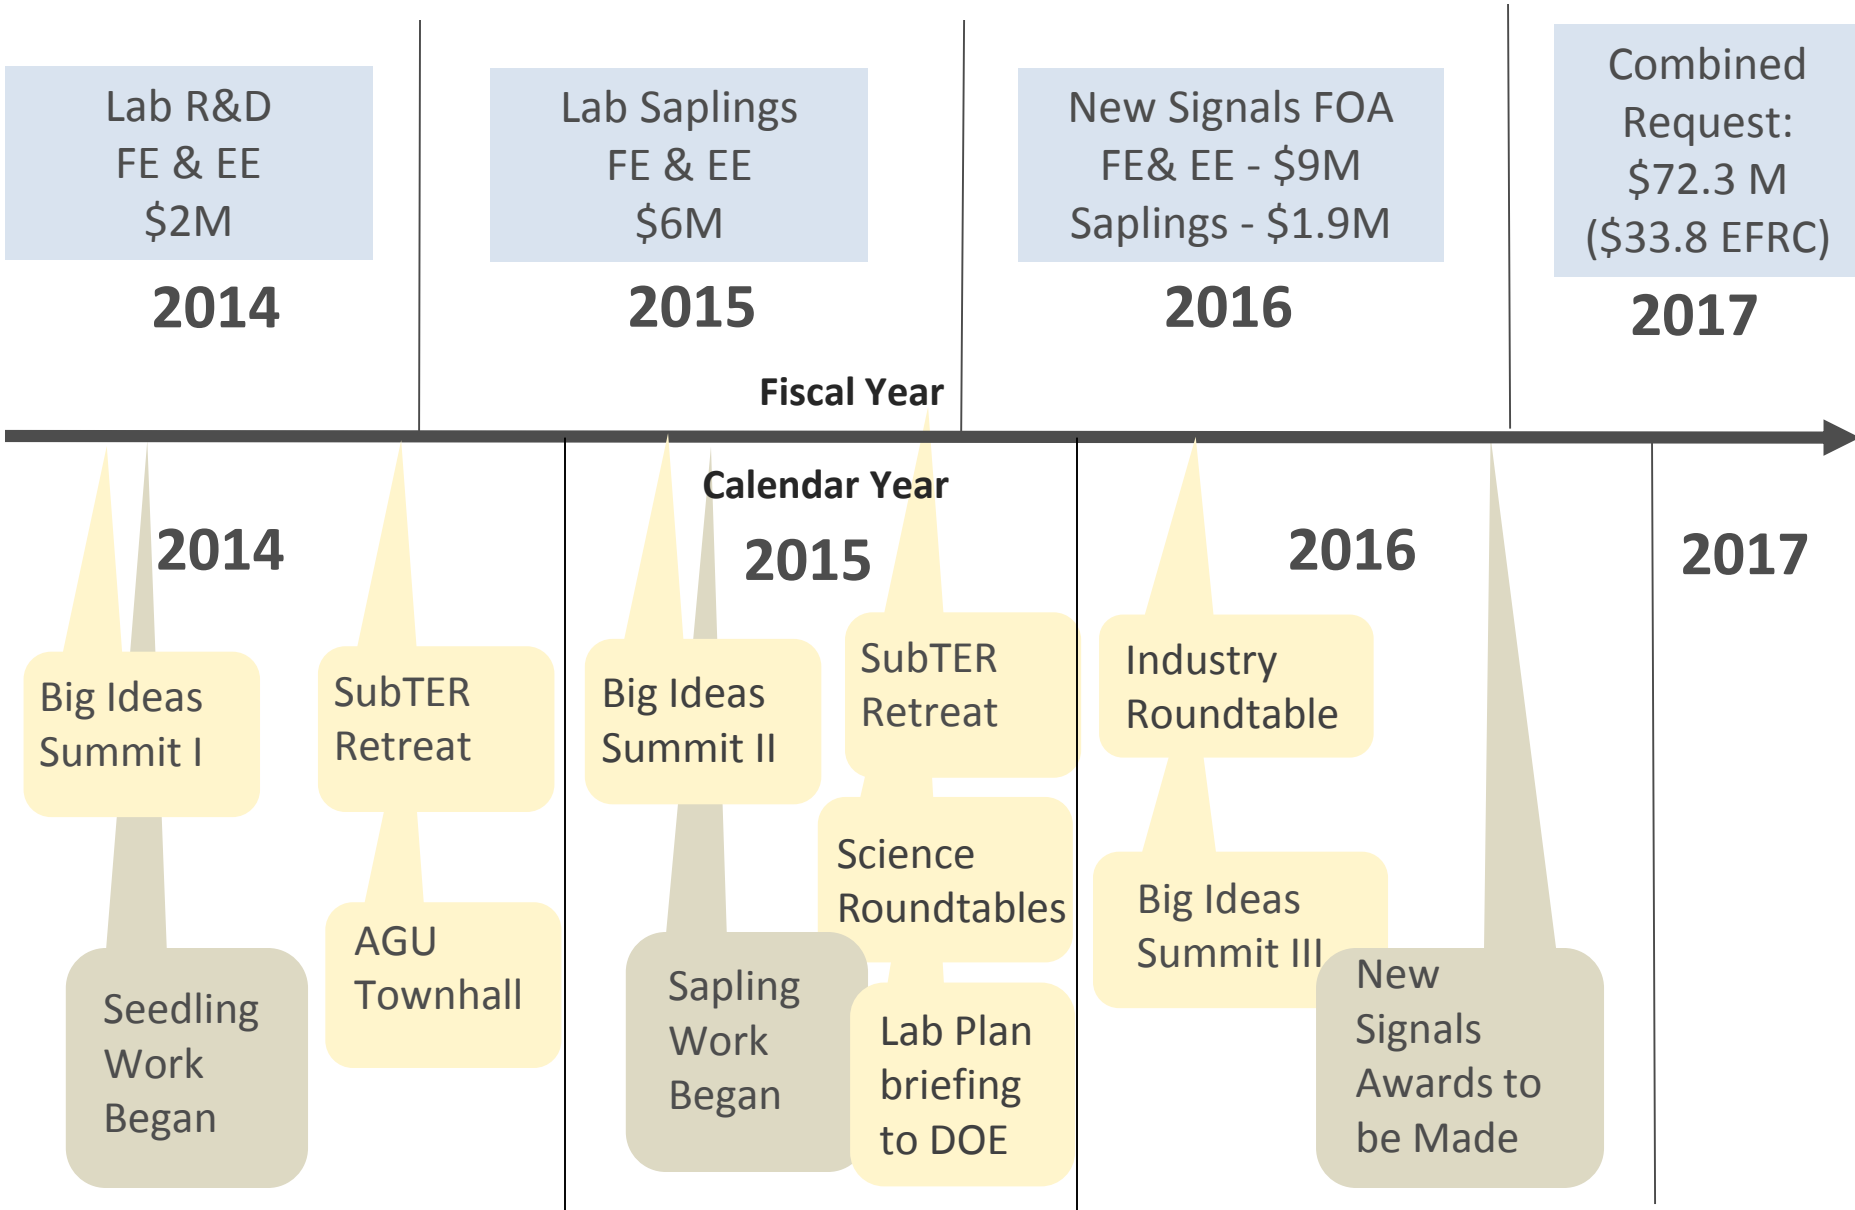 Lab R&D
FE & EE
$2M
2014
Lab Saplings
FE & EE
$6M
2015
New Signals FOA
FE& EE - $9M
Saplings - $1.9M
2016
Combined
Request:
$72.3 M
($33.8 EFRC)
2017
Fiscal Year
Calendar Year
2014
2015
2016
2017
Big Ideas
Summit I
Seedling
Work
Began
SubTER
Retreat
AGU
Townhall
Big Ideas
Summit II
Sapling
Work
Began
SubTER
Retreat
Science
Roundtables
Lab Plan
briefing
to DOE
Industry
Roundtable
Big Ideas
Summit III
New
Signals
Awards to
be Made